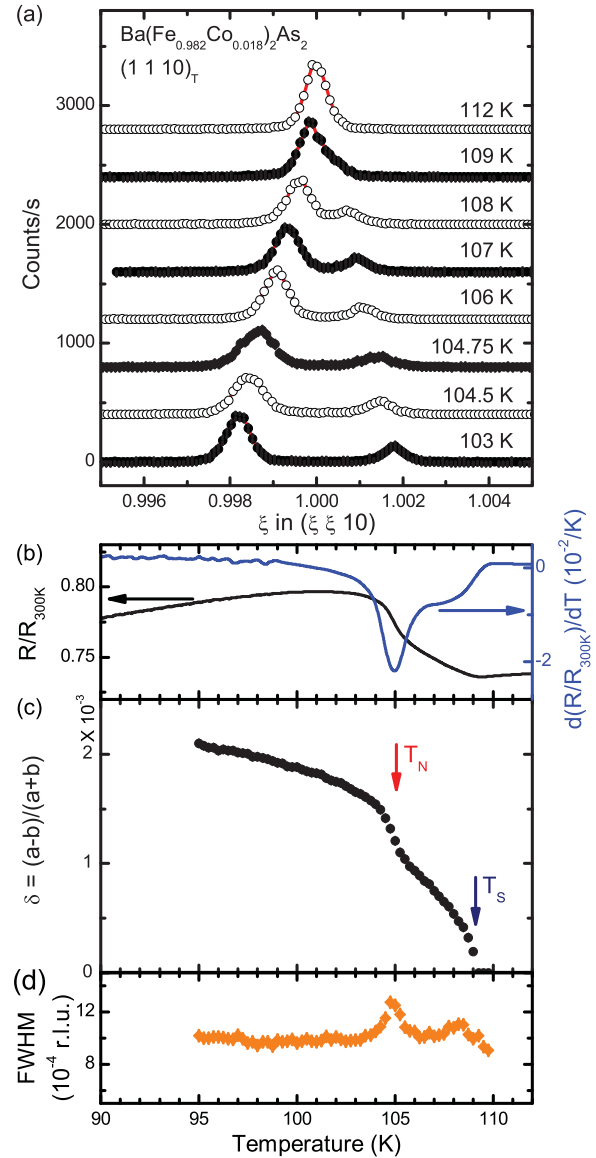 (a)
Ba(Fe0.982Co0.018)2As2
(1 1 10)T
3000
2000
1000
0
Counts/s
112 K
109 K
108 K
107 K
106 K
104.75 K
104.5 K
103 K
0.996 0.998 1.000 1.002 1.004
ξ in (ξ ξ 10)
(b)
0.80
0.75
R/R300K
0
-2
d(R/R300K)/dT (10-2/K)
(c)
2 X 10-3
1
0
δ = (a-b)/(a+b)
TN
TS
(d)
12
8
FWHM
(10-4 r.l.u.)
90 95 100 105 110
Temperature (K)